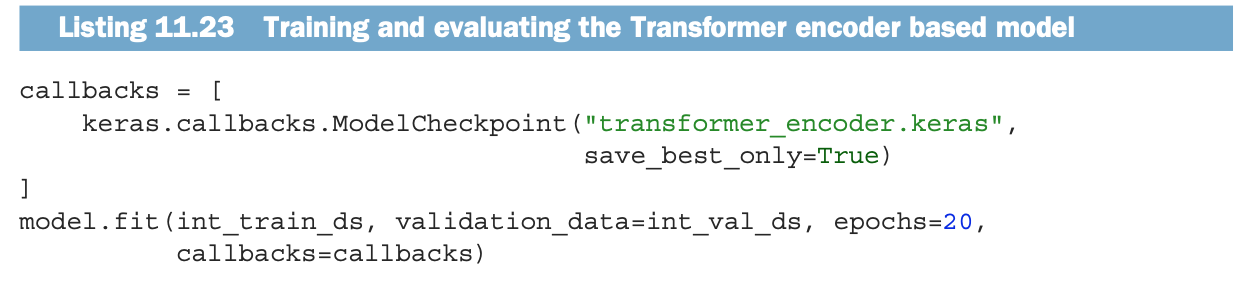 Listing 11.23 Training and evaluating the Transformer encoder based model
callbacks = [
    keras.callbacks.ModelCheckpoint("transformer_encoder.keras",
                                    save_best_only=True)
]
model.fit(int_train_ds, validation_data=int_val_ds, epochs=20,
          callbacks=callbacks)